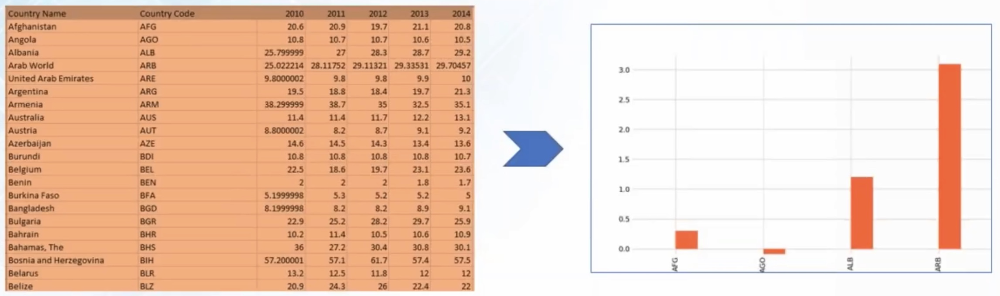 Country Name Country Code 2010 2011 2012 2013 2014
Afghanistan AFG 20.6 20.9 19.7 21.1 20.8
Angola AGO 10.8 10.7 10.7 10.6 10.5
Albania ALB 25.799999 27 28.3 28.7 29.2
Arab World ARB 25.022214 28.11752 29.11321 29.33531 29.70457
United Arab Emirates ARE 9.8000002 9.8 9.8 9.9 10
Argentina ARG 19.5 18.8 18.4 19.7 21.3
Armenia ARM 38.299999 38.7 35 32.5 35.1
Australia AUS 11.4 11.4 11.7 12.2 13.1
Austria AUT 8.8000002 8.2 8.7 9.1 9.2
Azerbaijan AZE 14.6 14.5 14.3 13.4 13.6
Burundi BDI 10.8 10.8 10.8 10.8 10.7
Belgium BEL 22.5 18.6 19.7 23.1 23.6
Benin BEN 2 2 2 1.8 1.7
Burkina Faso BFA 5.1999998 5.3 5.2 5.2 5
Bangladesh BGD 8.1999998 8.2 8.2 8.9 9.1
Bulgaria BGR 22.9 25.2 28.2 29.7 25.9
Bahrain BHR 10.2 11.4 10.5 10.6 10.9
Bahamas, The BHS 36 27.2 30.4 30.8 30.1
Bosnia and Herzegovina BIH 57.200001 57.1 61.7 57.4 57.5
Belarus BLR 13.2 12.5 11.8 12 12
Belize BLZ 20.9 24.3 26 22.4 22
3.0
2.5
2.0
1.5
1.0
0.5
0.0
AFG AGO ALB ARB